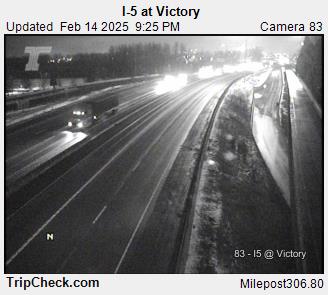 I-5 at Victory
Updated  Feb 14 2025  9:25 PM
Camera 83
T
N
83 - I5 @ Victory
TripCheck.com
Milepost306.80